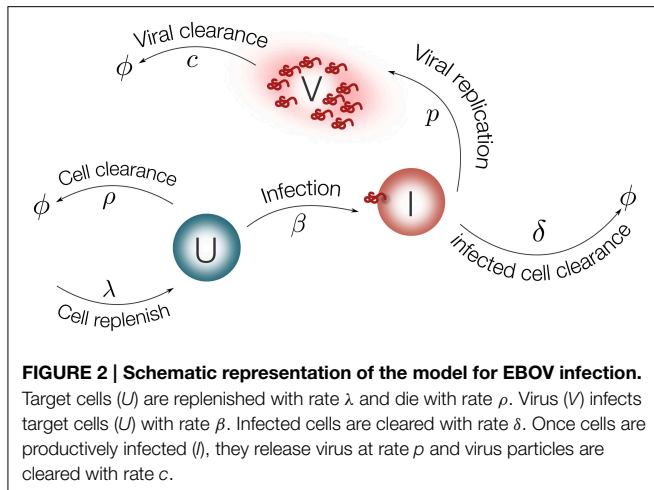 Viral clearance
c
ϕ
V
Viral replication
p
Cell clearance
ρ
ϕ
Infection
β
I
ϕ
δ
infected cell clearance
U
λ
Cell replenish
FIGURE 2 | Schematic representation of the model for EBOV infection.
Target cells (U) are replenished with rate λ and die with rate ρ. Virus (V) infects
target cells (U) with rate β. Infected cells are cleared with rate δ. Once cells are
productively infected (I), they release virus at rate p and virus particles are
cleared with rate c.